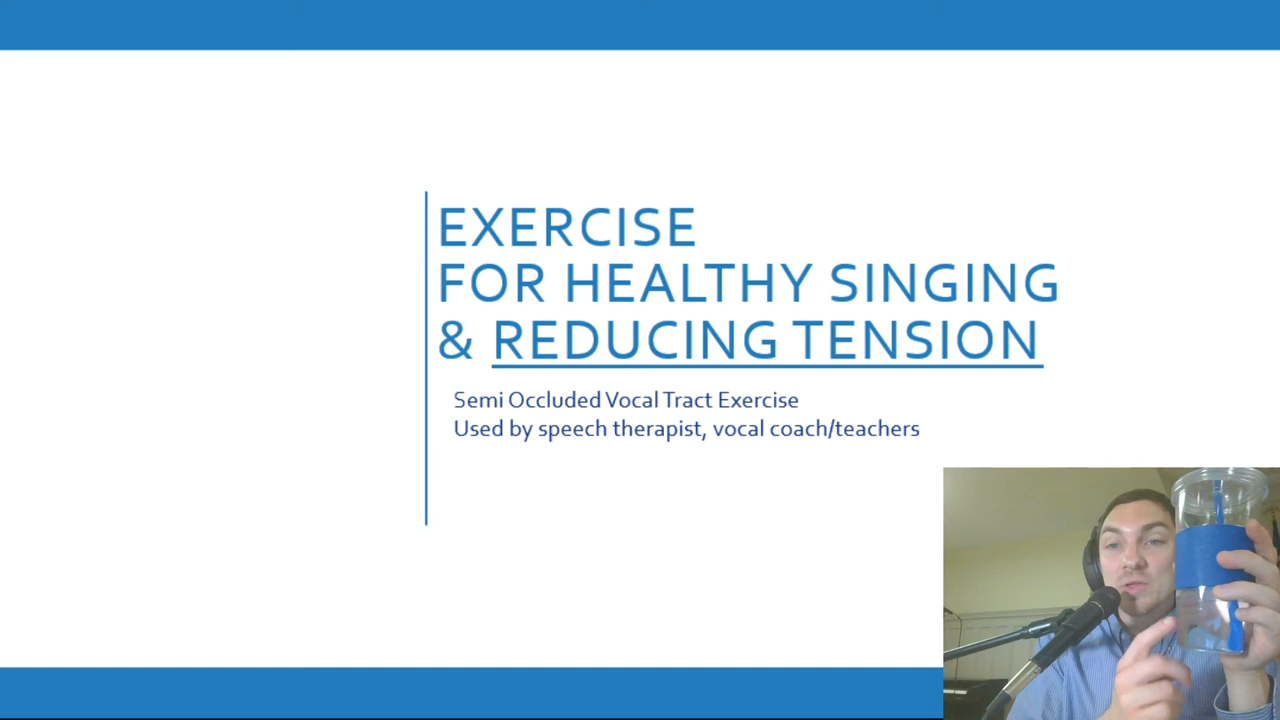 EXERCISE
FOR HEALTHY SINGING
& REDUCING TENSION
Semi Occluded Vocal Tract Exercise
Used by speech therapist, vocal coach/teachers